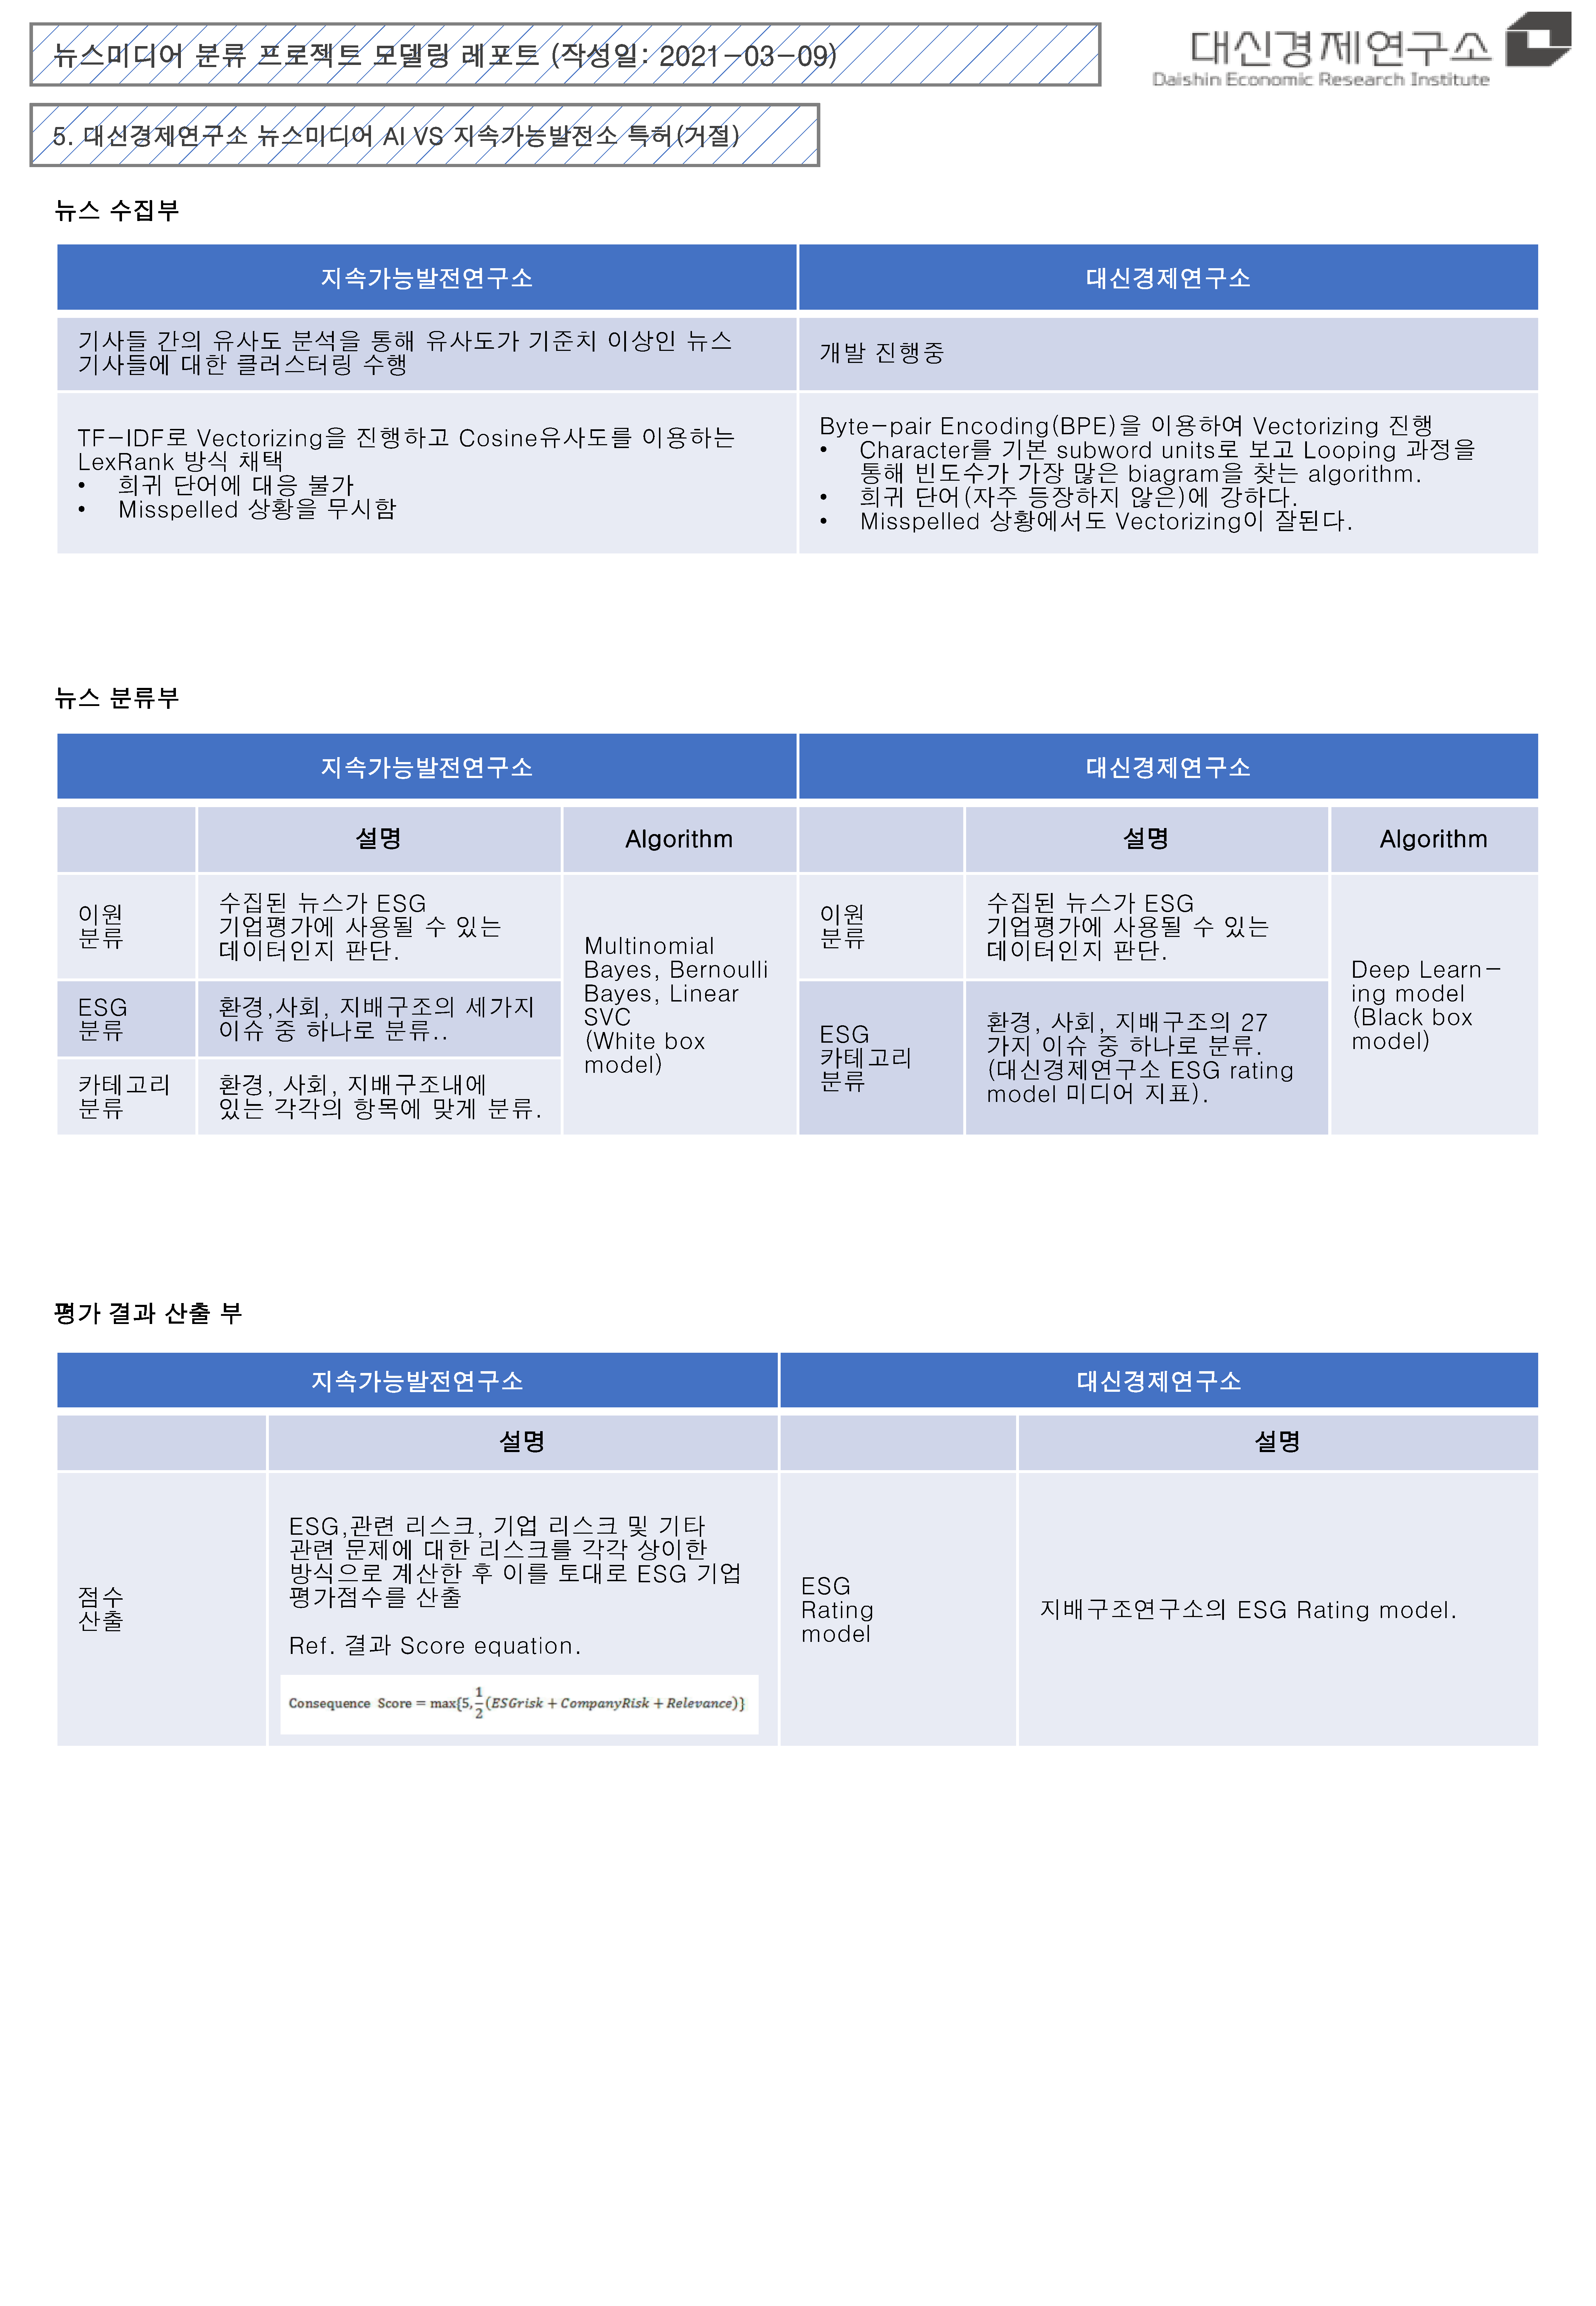 뉴스미디어 분류 프로젝트 모델링 레포트 (작성일: 2021-03-09)
대신경제연구소
Daishin Economic Research Institute
5. 대신경제연구소 뉴스미디어 AI VS 지속가능발전소 특허(거절)
뉴스 수집부
지속가능발전연구소
대신경제연구소
기사들 간의 유사도 분석을 통해 유사도가 기준치 이상인 뉴스
기사들에 대한 클러스터링 수행
개발 진행중
TF-IDF로 Vectorizing을 진행하고 Cosine유사도를 이용하는
LexRank 방식 채택
• 희귀 단어에 대응 불가
• Misspelled 상황을 무시함
Byte-pair Encoding(BPE)을 이용하여 Vectorizing 진행
• Character를 기본 subword units로 보고 Looping 과정을
통해 빈도수가 가장 많은 biagram을 찾는 algorithm.
• 희귀 단어(자주 등장하지 않은)에 강하다.
• Misspelled 상황에서도 Vectorizing이 잘된다.
뉴스 분류부
지속가능발전연구소
대신경제연구소
설명
Algorithm
설명
Algorithm
이원
분류
수집된 뉴스가 ESG
기업평가에 사용될 수 있는
데이터인지 판단.
Multinomial
Bayes, Bernoulli
Bayes, Linear
SVC
(White box
model)
이원
분류
수집된 뉴스가 ESG
기업평가에 사용될 수 있는
데이터인지 판단.
Deep Learn-
ing model
(Black box
model)
ESG
분류
환경,사회, 지배구조의 세가지
이슈 중 하나로 분류..
ESG
카테고리
분류
환경, 사회, 지배구조의 27
가지 이슈 중 하나로 분류.
(대신경제연구소 ESG rating
model 미디어 지표).
카테고리
분류
환경, 사회, 지배구조내에
있는 각각의 항목에 맞게 분류.
평가 결과 산출 부
지속가능발전연구소
대신경제연구소
설명
설명
점수
산출
ESG,관련 리스크, 기업 리스크 및 기타
관련 문제에 대한 리스크를 각각 상이한
방식으로 계산한 후 이를 토대로 ESG 기업
평가점수를 산출
Ref. 결과 Score equation.
Consequence Score = max{5, 1/2 (ESGrisk + CompanyRisk + Relevance)}
ESG
Rating
model
지배구조연구소의 ESG Rating model.